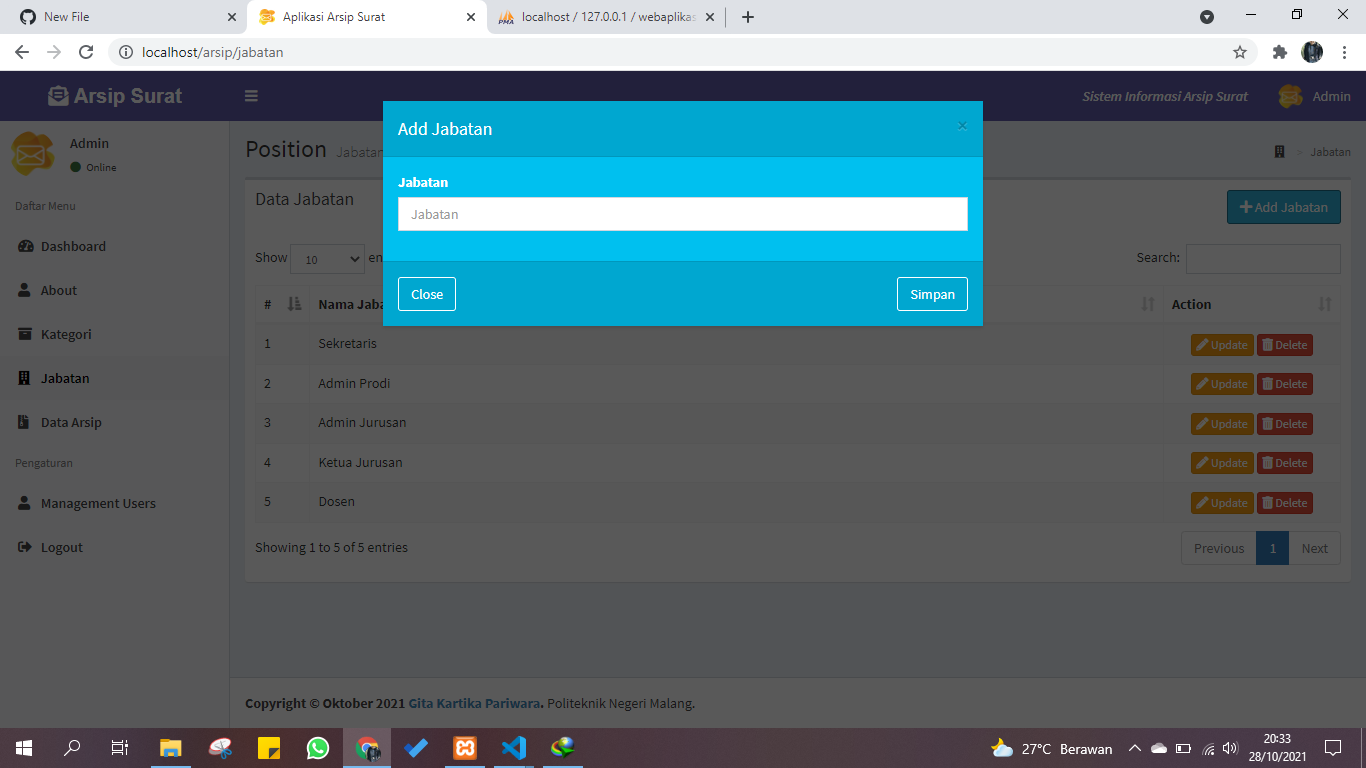 New File
Aplikasi Arsip Surat
localhost / 127.0.0.1 / webaplikas
localhost/arsip/jabatan
Arsip Surat
Sistem Informasi Arsip Surat
Admin
Admin
Online
Daftar Menu
Dashboard
About
Kategori
Jabatan
Data Arsip
Pengaturan
Management Users
Logout
Position Jabatan
> Jabatan
Data Jabatan
Add Jabatan
Show 10 en
Search:
# Nama Jaba Action
1 Sekretaris Update Delete
2 Admin Prodi Update Delete
3 Admin Jurusan Update Delete
4 Ketua Jurusan Update Delete
5 Dosen Update Delete
Showing 1 to 5 of 5 entries
Previous 1 Next
Add Jabatan
×
Jabatan
Jabatan
Close
Simpan
Copyright © Oktober 2021 Gita Kartika Pariwara. Politeknik Negeri Malang.
27°C Berawan
20:33
28/10/2021